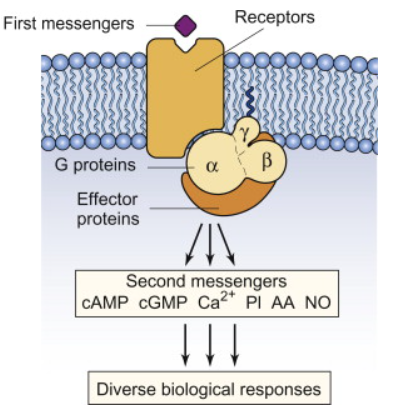 First messengers
Receptors
γ
G proteins
α
β
Effector
proteins
Second messengers
cAMP cGMP Ca²⁺ PI AA NO
Diverse biological responses